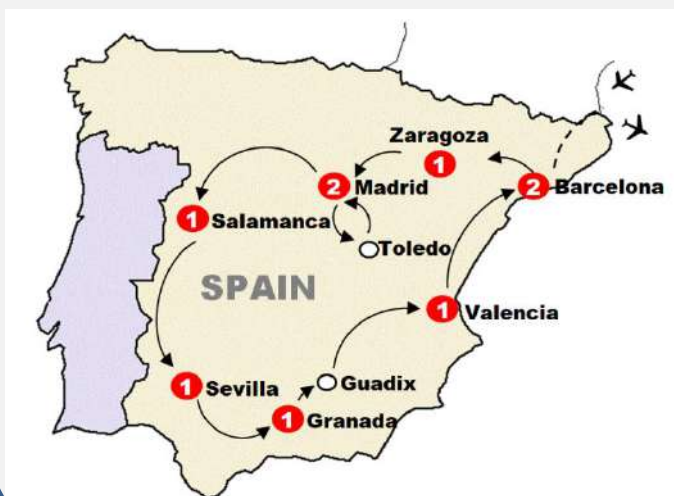 Zaragoza
1
2 Madrid
2 Barcelona
1 Salamanca
Toledo
SPAIN
1 Valencia
1 Sevilla
Guadix
1 Granada